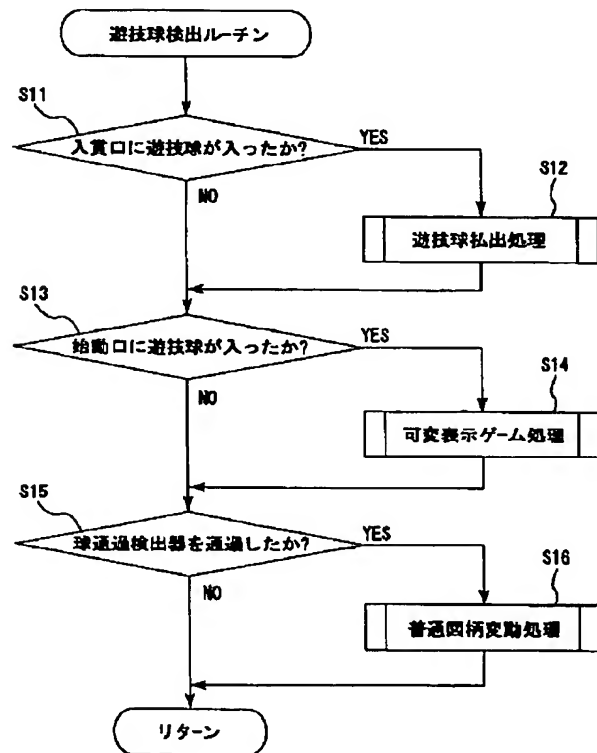 遊技球検出ルーチン
S11
入賞口に遊技球が入ったか?
YES
NO
S12
遊技球払出処理
S13
始動口に遊技球が入ったか?
YES
NO
S14
可変表示ゲーム処理
S15
球通過検出器を通過したか?
YES
NO
S16
普通図柄変動処理
リターン